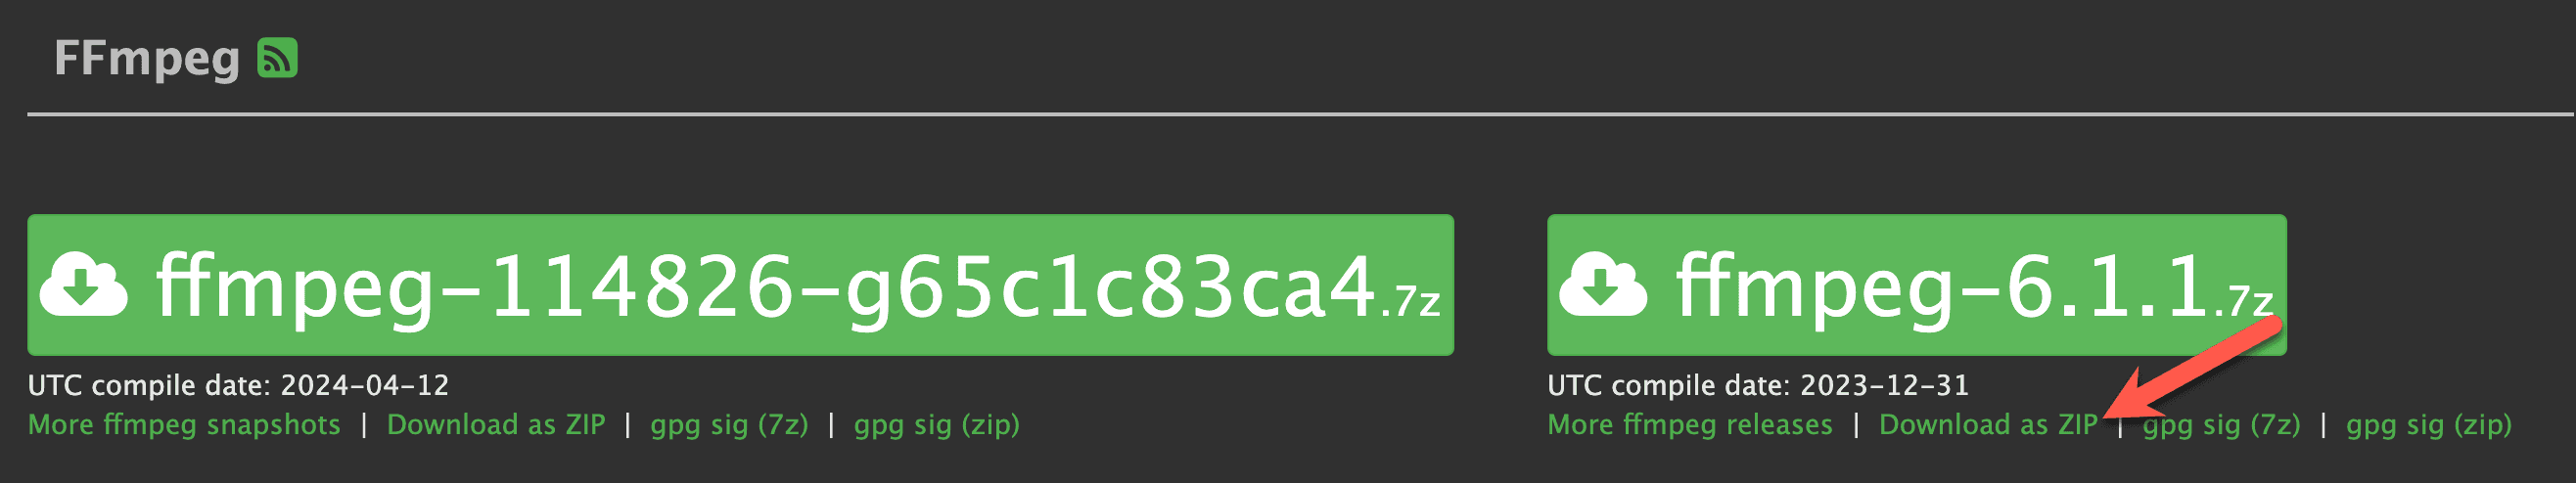 FFmpeg
ffmpeg-114826-g65c1c83ca4.7z
UTC compile date: 2024-04-12
More ffmpeg snapshots | Download as ZIP | gpg sig (7z) | gpg sig (zip)
ffmpeg-6.1.1.7z
UTC compile date: 2023-12-31
More ffmpeg releases | Download as ZIP | gpg sig (7z) | gpg sig (zip)